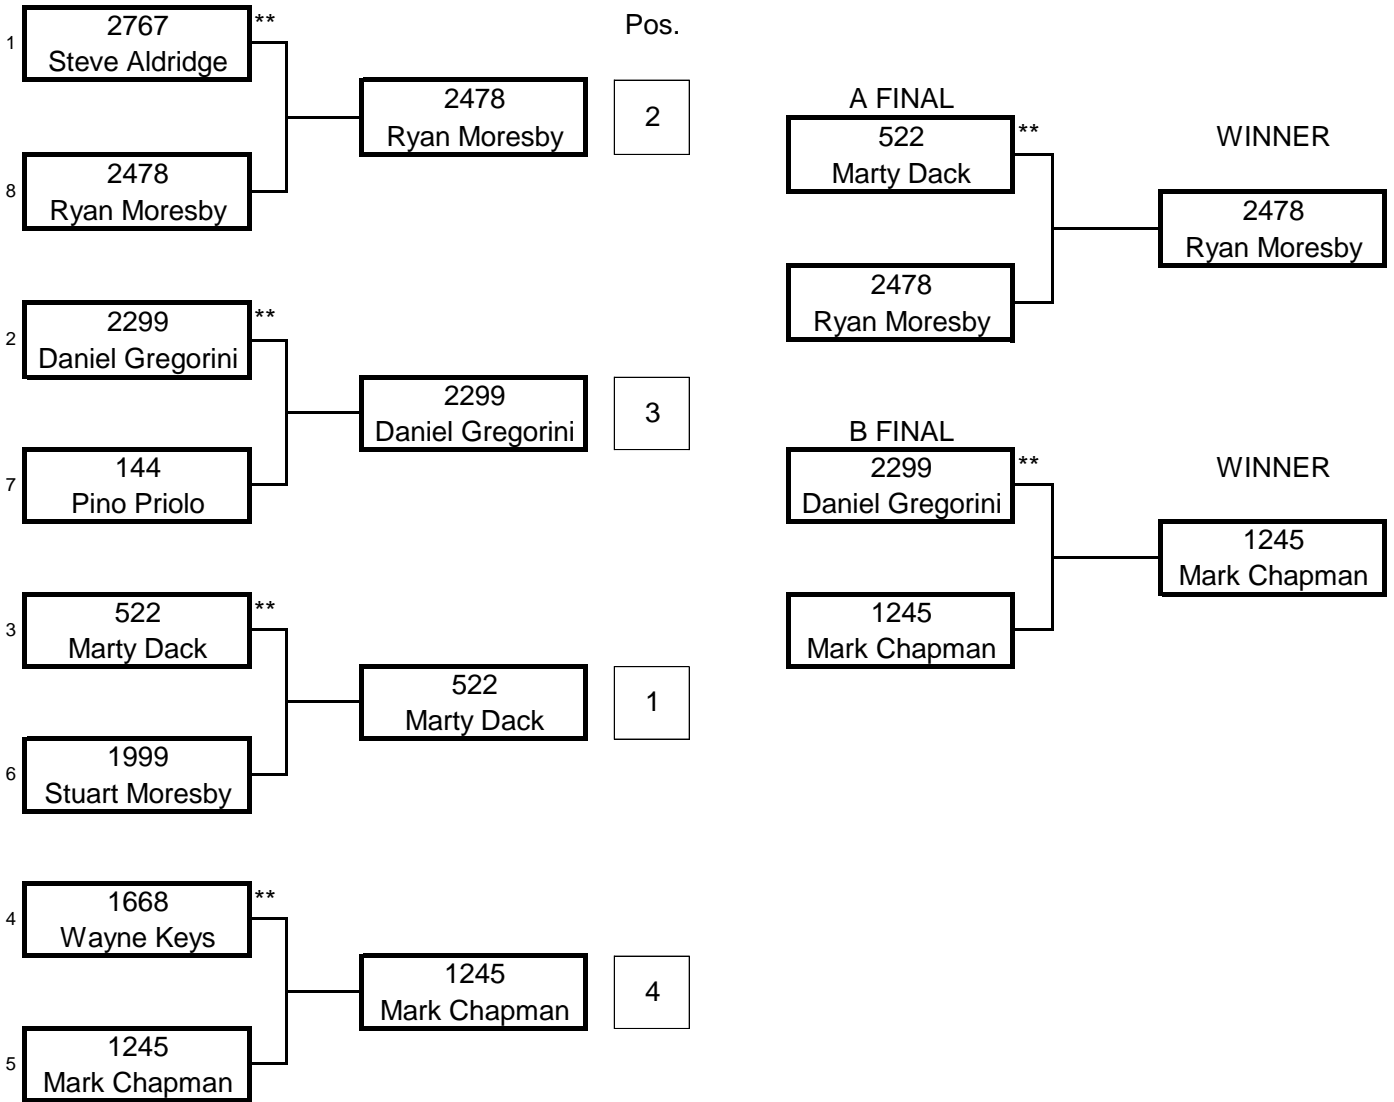 1
2767
**
Steve Aldridge
8
2478
Ryan Moresby
2478
Ryan Moresby
Pos.
2
2
2299
**
Daniel Gregorini
7
144
Pino Priolo
2299
Daniel Gregorini
3
3
522
**
Marty Dack
6
1999
Stuart Moresby
522
Marty Dack
1
4
1668
**
Wayne Keys
5
1245
Mark Chapman
1245
Mark Chapman
4
A FINAL
522
**
Marty Dack
2478
Ryan Moresby
WINNER
2478
Ryan Moresby
B FINAL
2299
**
Daniel Gregorini
1245
Mark Chapman
WINNER
1245
Mark Chapman